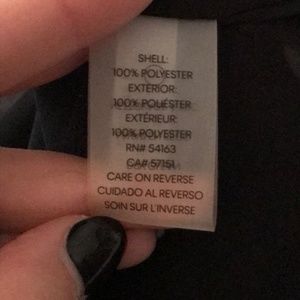 SHELL:
100% POLYESTER
EXTERIOR:
100% POLIÉSTER
EXTÉRIEUR:
100% POLYESTER
RN# 54163
CA# 57151
CARE ON REVERSE
CUIDADO AL REVERSO
SOIN SUR L'INVERSE